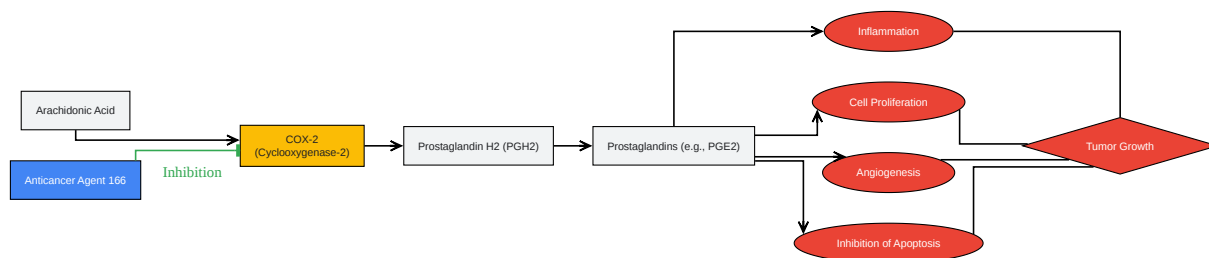 Arachidonic Acid
Anticancer Agent 166
Inhibition
COX-2
(Cyclooxygenase-2)
Prostaglandin H2 (PGH2)
Prostaglandins (e.g., PGE2)
Inflammation
Cell Proliferation
Angiogenesis
Inhibition of Apoptosis
Tumor Growth